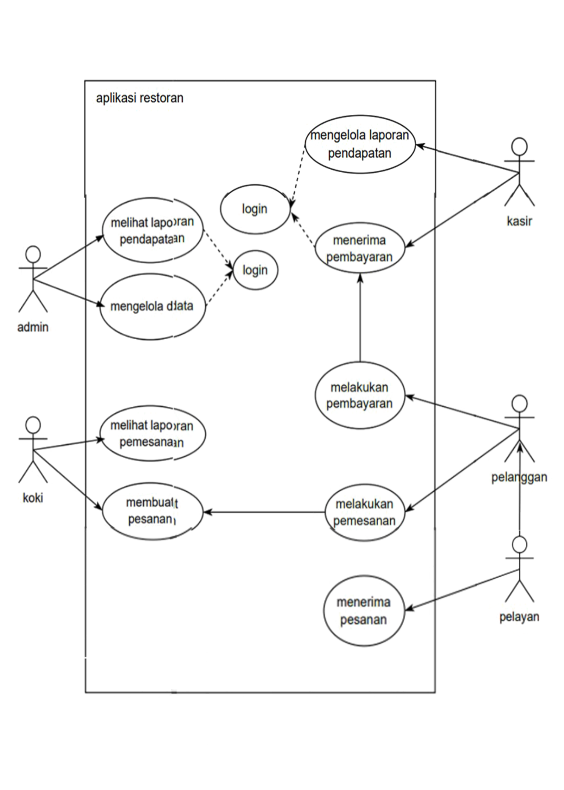 aplikasi restoran
mengelola laporan
pendapatan
kasir
login
melihat laporan
pendapataan
menerima
pembayaran
login
mengelola data
admin
melakukan
pembayaran
melihat laporan
pemesanan
koki
pelanggan
membuat
pesanan
melakukan
pemesanan
menerima
pesanan
pelayan